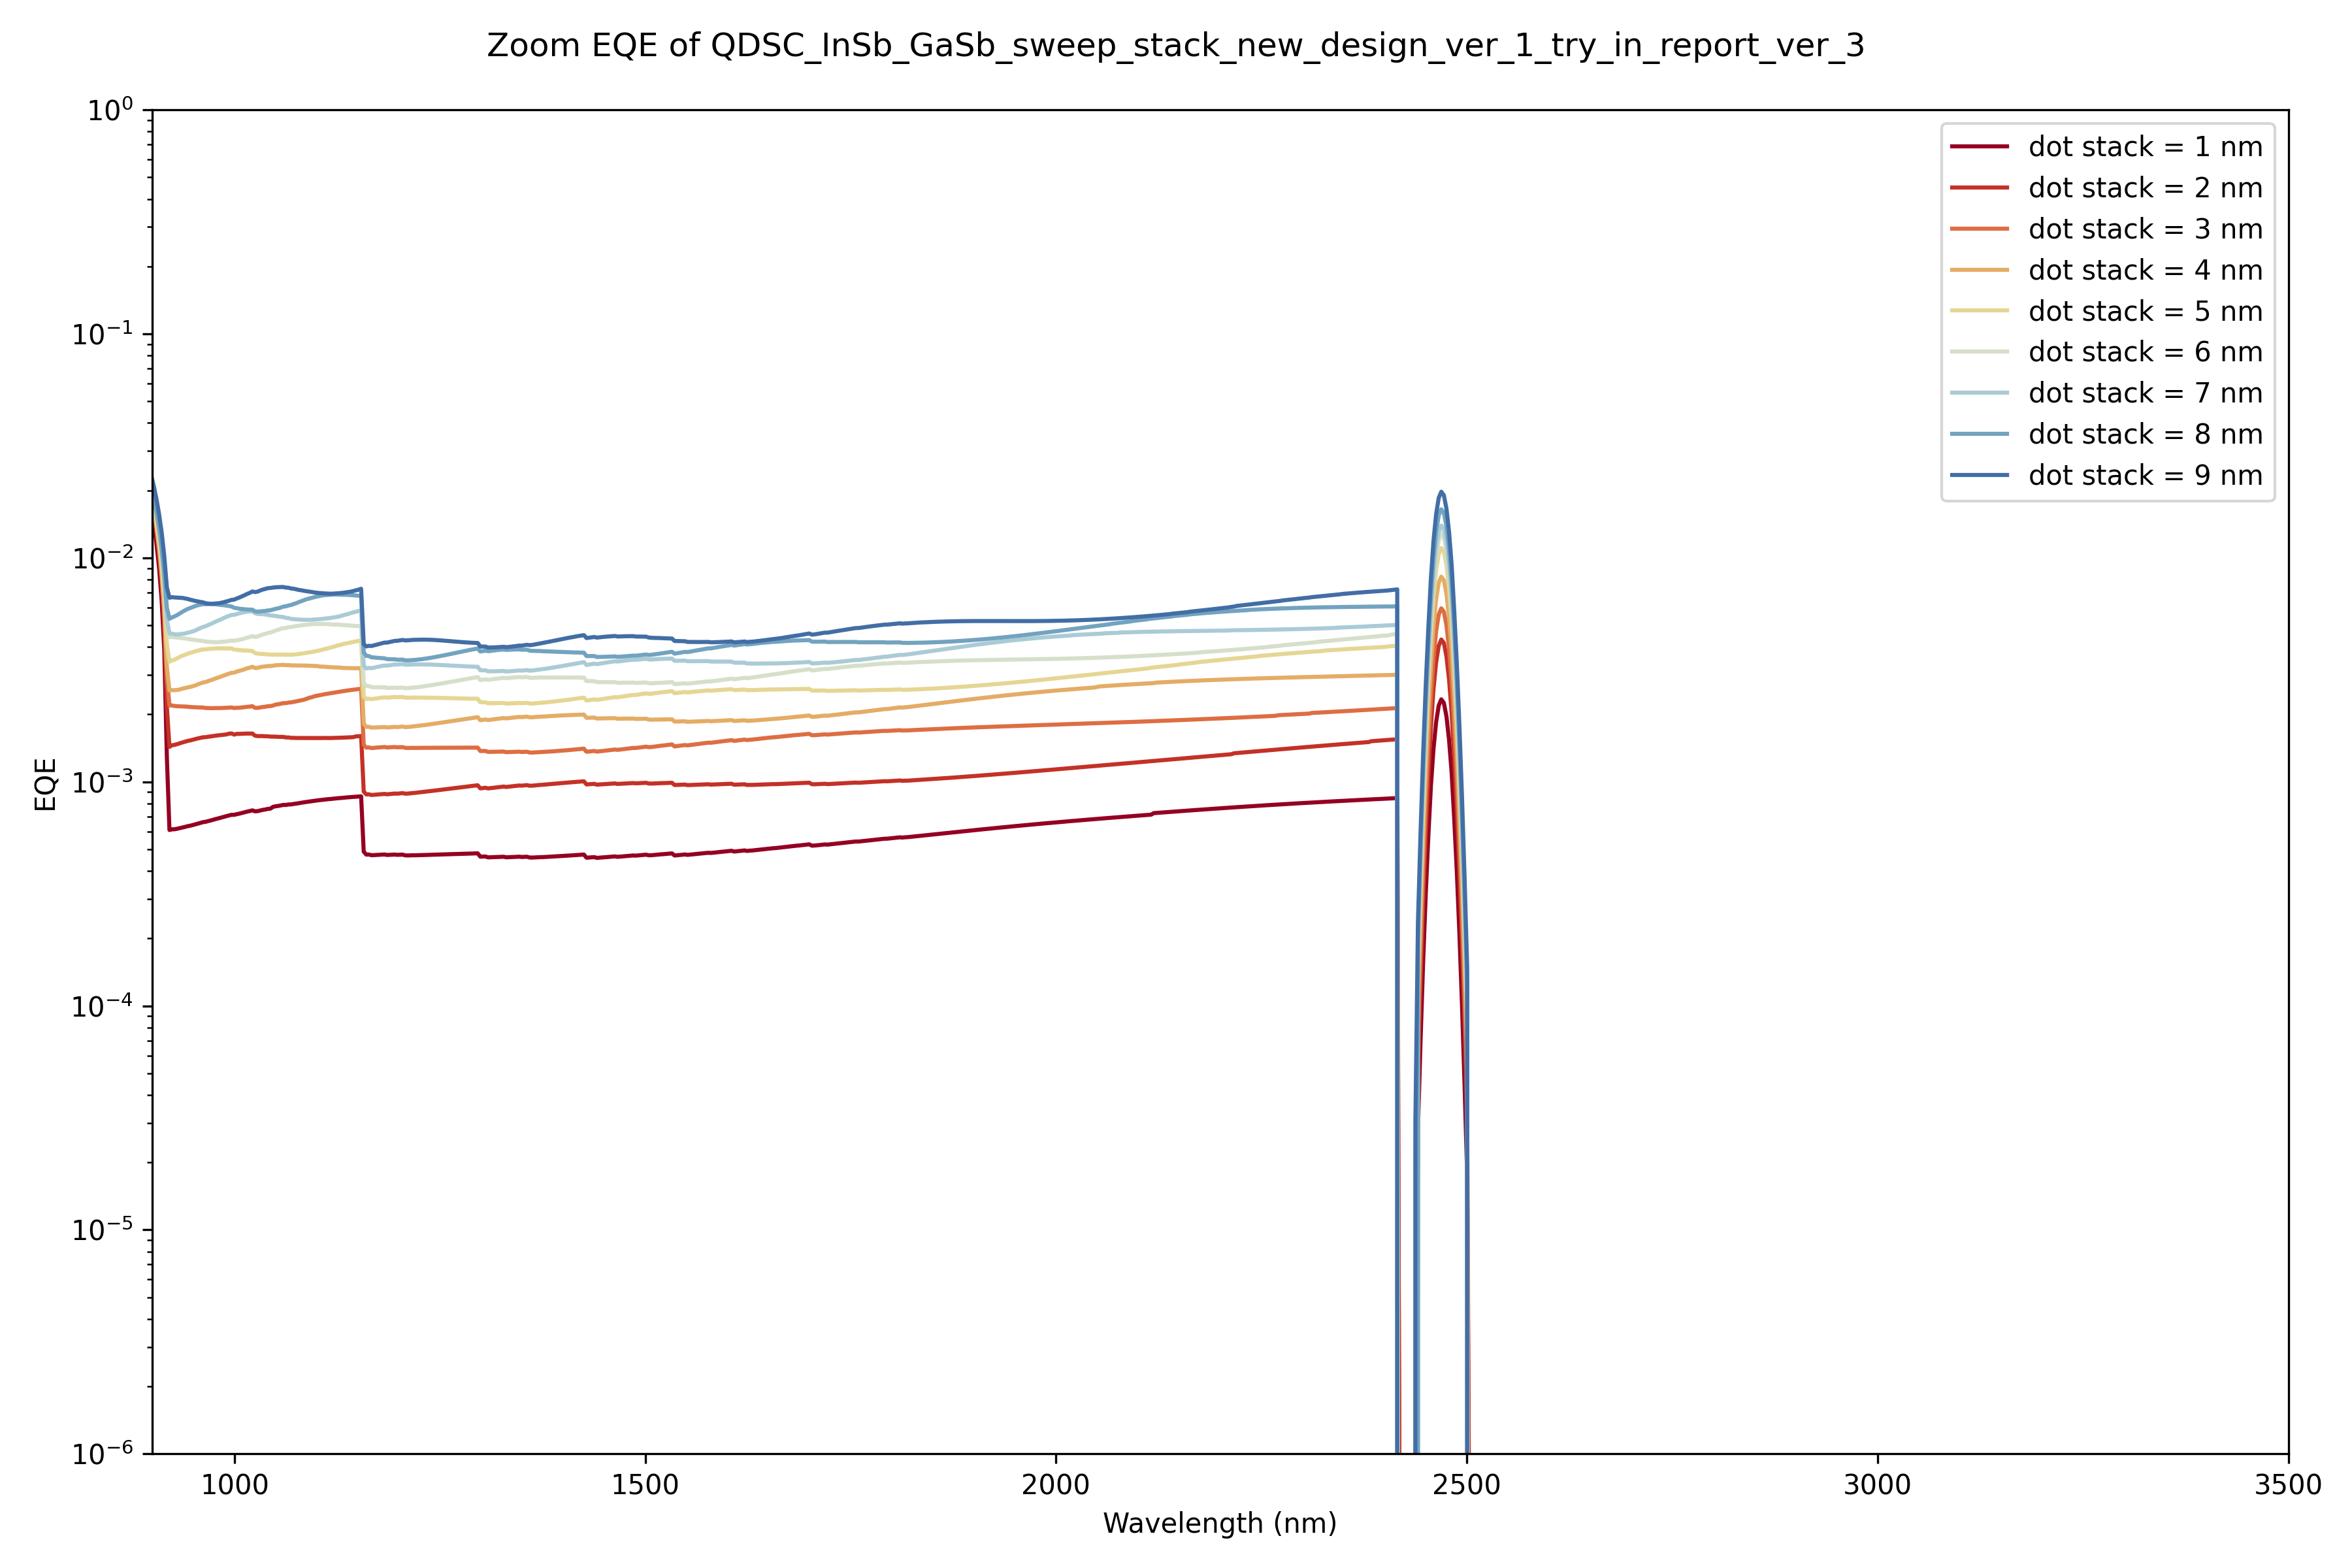 Zoom EQE of QDSC_InSb_GaSb_sweep_stack_new_design_ver_1_try_in_report_ver_3
10⁰
10⁻¹
10⁻²
10⁻³
10⁻⁴
10⁻⁵
10⁻⁶
EQE
dot stack = 1 nm
dot stack = 2 nm
dot stack = 3 nm
dot stack = 4 nm
dot stack = 5 nm
dot stack = 6 nm
dot stack = 7 nm
dot stack = 8 nm
dot stack = 9 nm
1000 1500 2000 2500 3000 3500
Wavelength (nm)